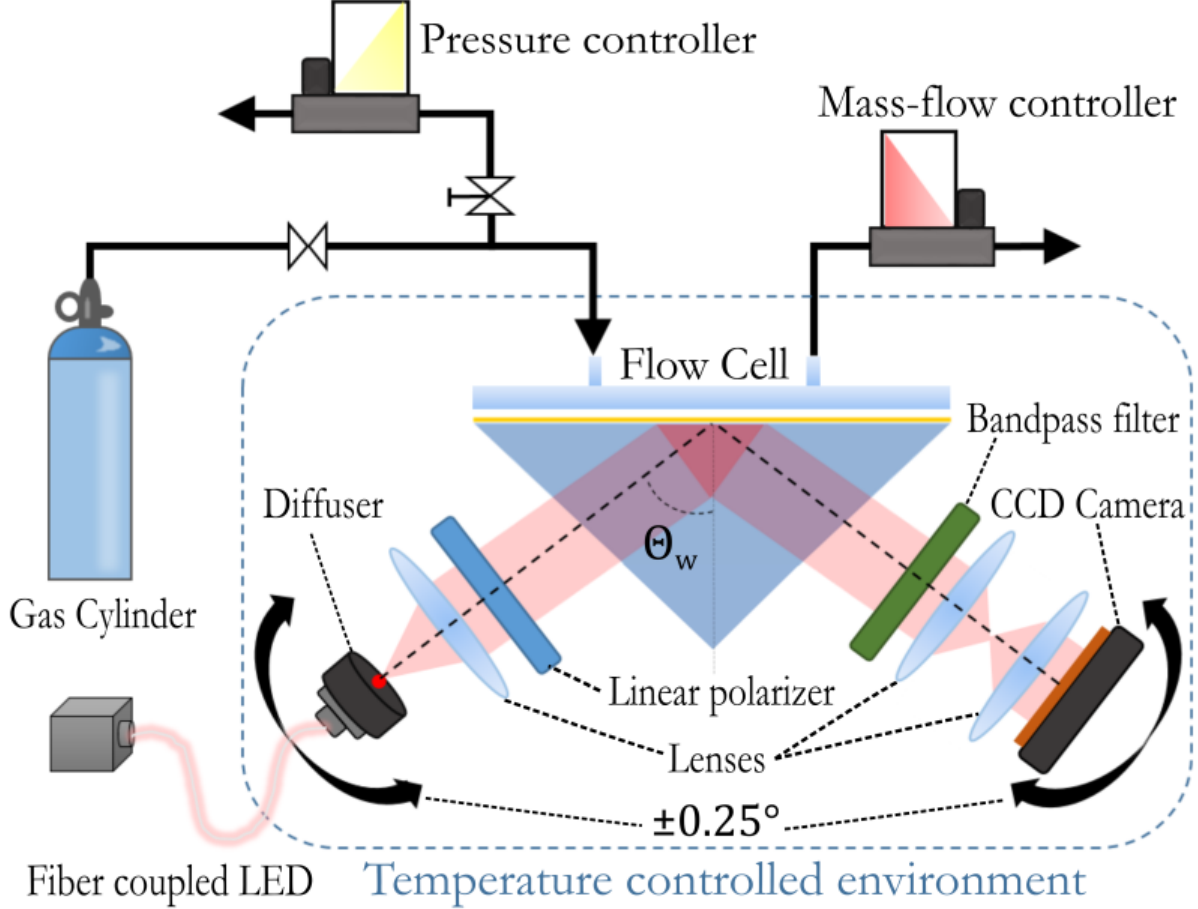 Pressure controller
Mass-flow controller
Flow Cell
Bandpass filter
Diffuser
CCD Camera
Θw
Gas Cylinder
Linear polarizer
Lenses
±0.25°
Fiber coupled LED
Temperature controlled environment